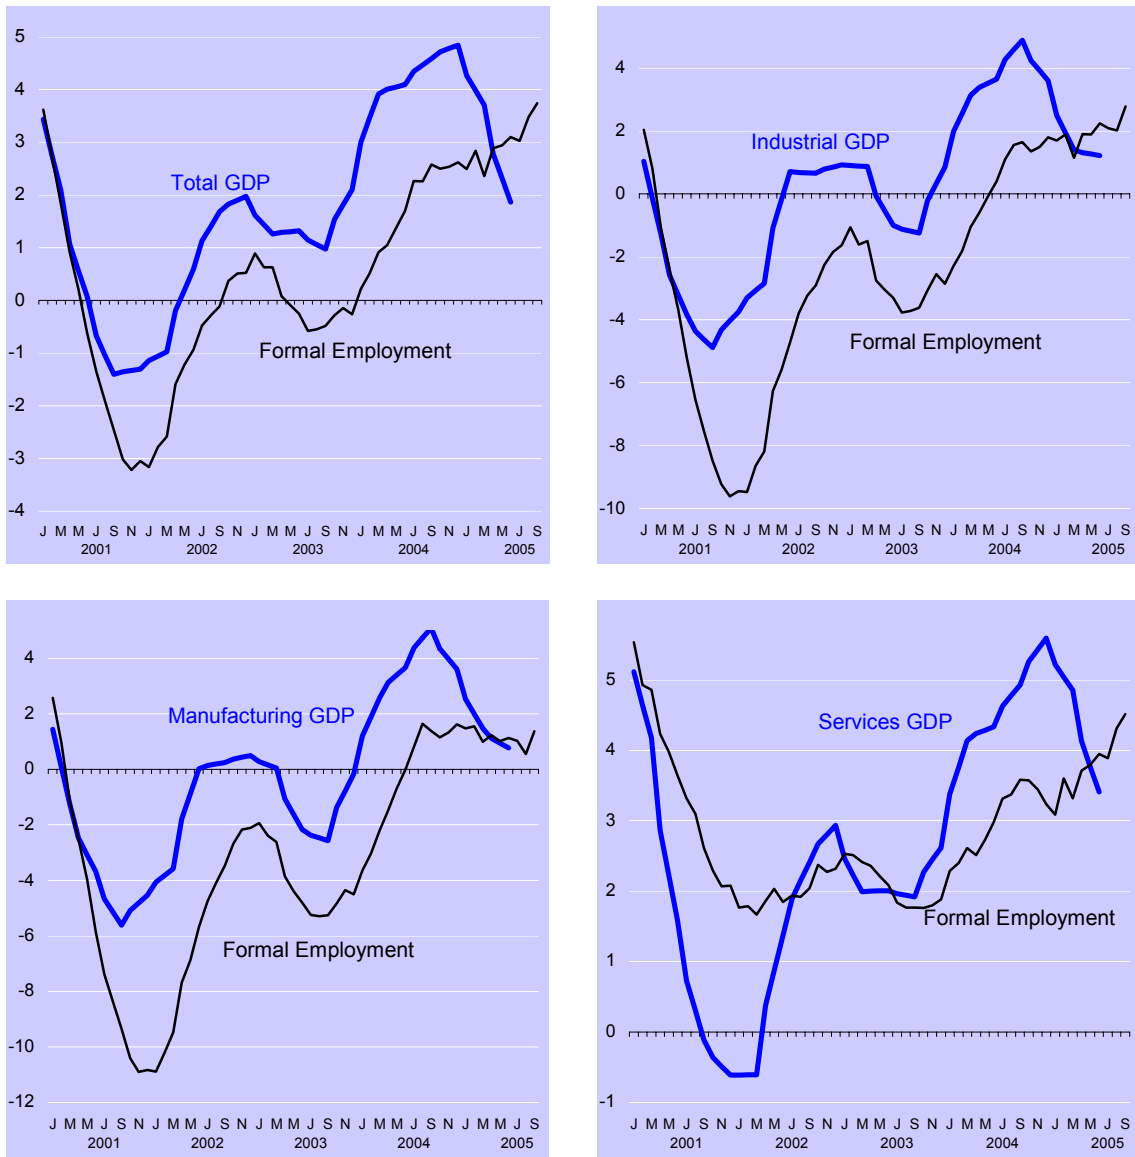 5
4
3
2
1
0
-1
-2
-3
-4
Total GDP
Formal Employment
J M M J S N J M M J S N J M M J S N J M M J S N J M M J S
2001 2002 2003 2004 2005
4
2
0
-2
-4
-6
-8
-10
Industrial GDP
Formal Employment
J M M J S N J M M J S N J M M J S N J M M J S N J M M J S
2001 2002 2003 2004 2005
4
2
0
-2
-4
-6
-8
-10
-12
Manufacturing GDP
Formal Employment
J M M J S N J M M J S N J M M J S N J M M J S N J M M J S
2001 2002 2003 2004 2005
5
4
3
2
1
0
-1
Services GDP
Formal Employment
J M M J S N J M M J S N J M M J S N J M M J S N J M M J S
2001 2002 2003 2004 2005